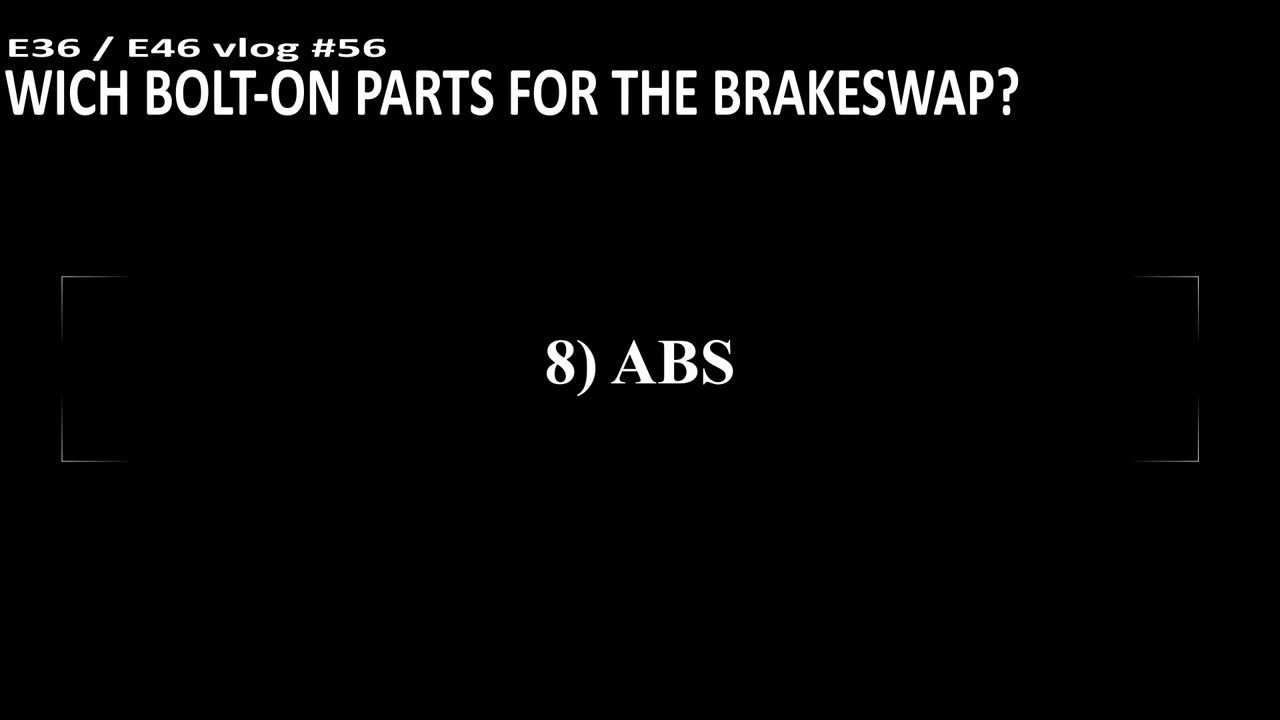 E36 / E46 vlog #56
WICH BOLT-ON PARTS FOR THE BRAKESWAP?
8) ABS